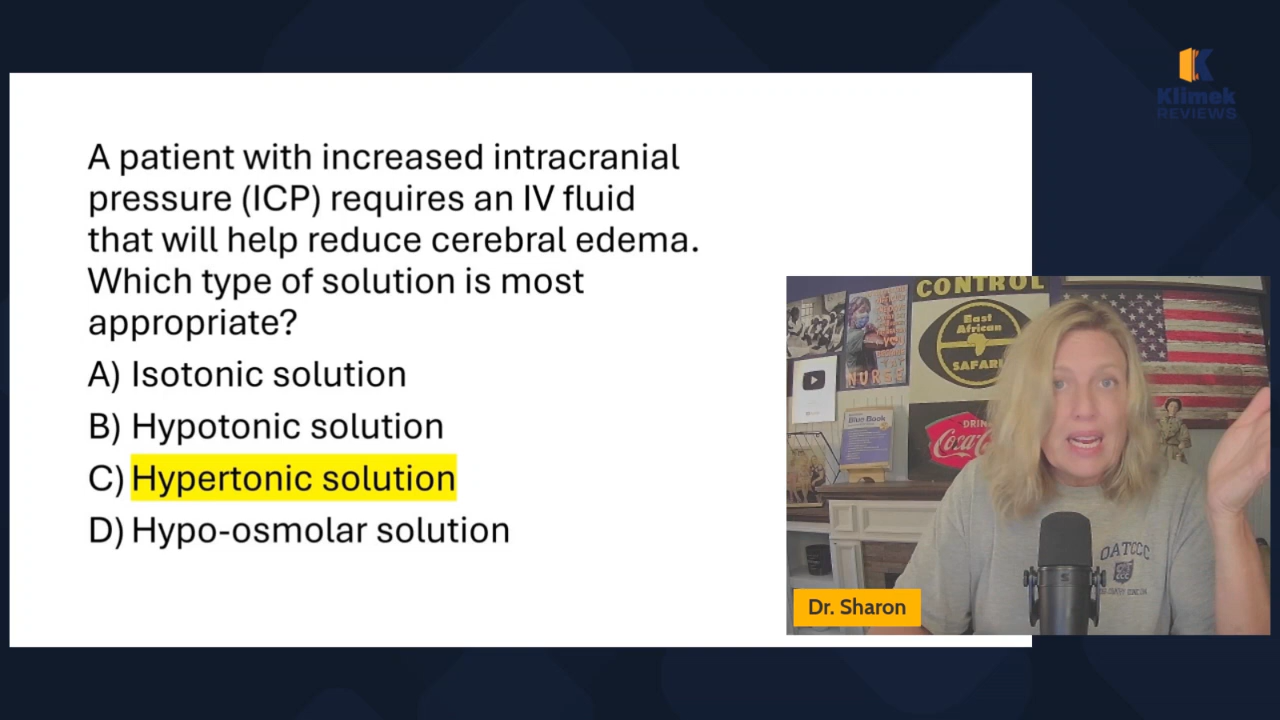 Klimek
REVIEWS
A patient with increased intracranial
pressure (ICP) requires an IV fluid
that will help reduce cerebral edema.
Which type of solution is most
appropriate?
A) Isotonic solution
B) Hypotonic solution
C) Hypertonic solution
D) Hypo-osmolar solution
CONTROL
East
African
SAFARI
NURSE
Blue Book
DRIN
Coca-C
OATCCC
Dr. Sharon